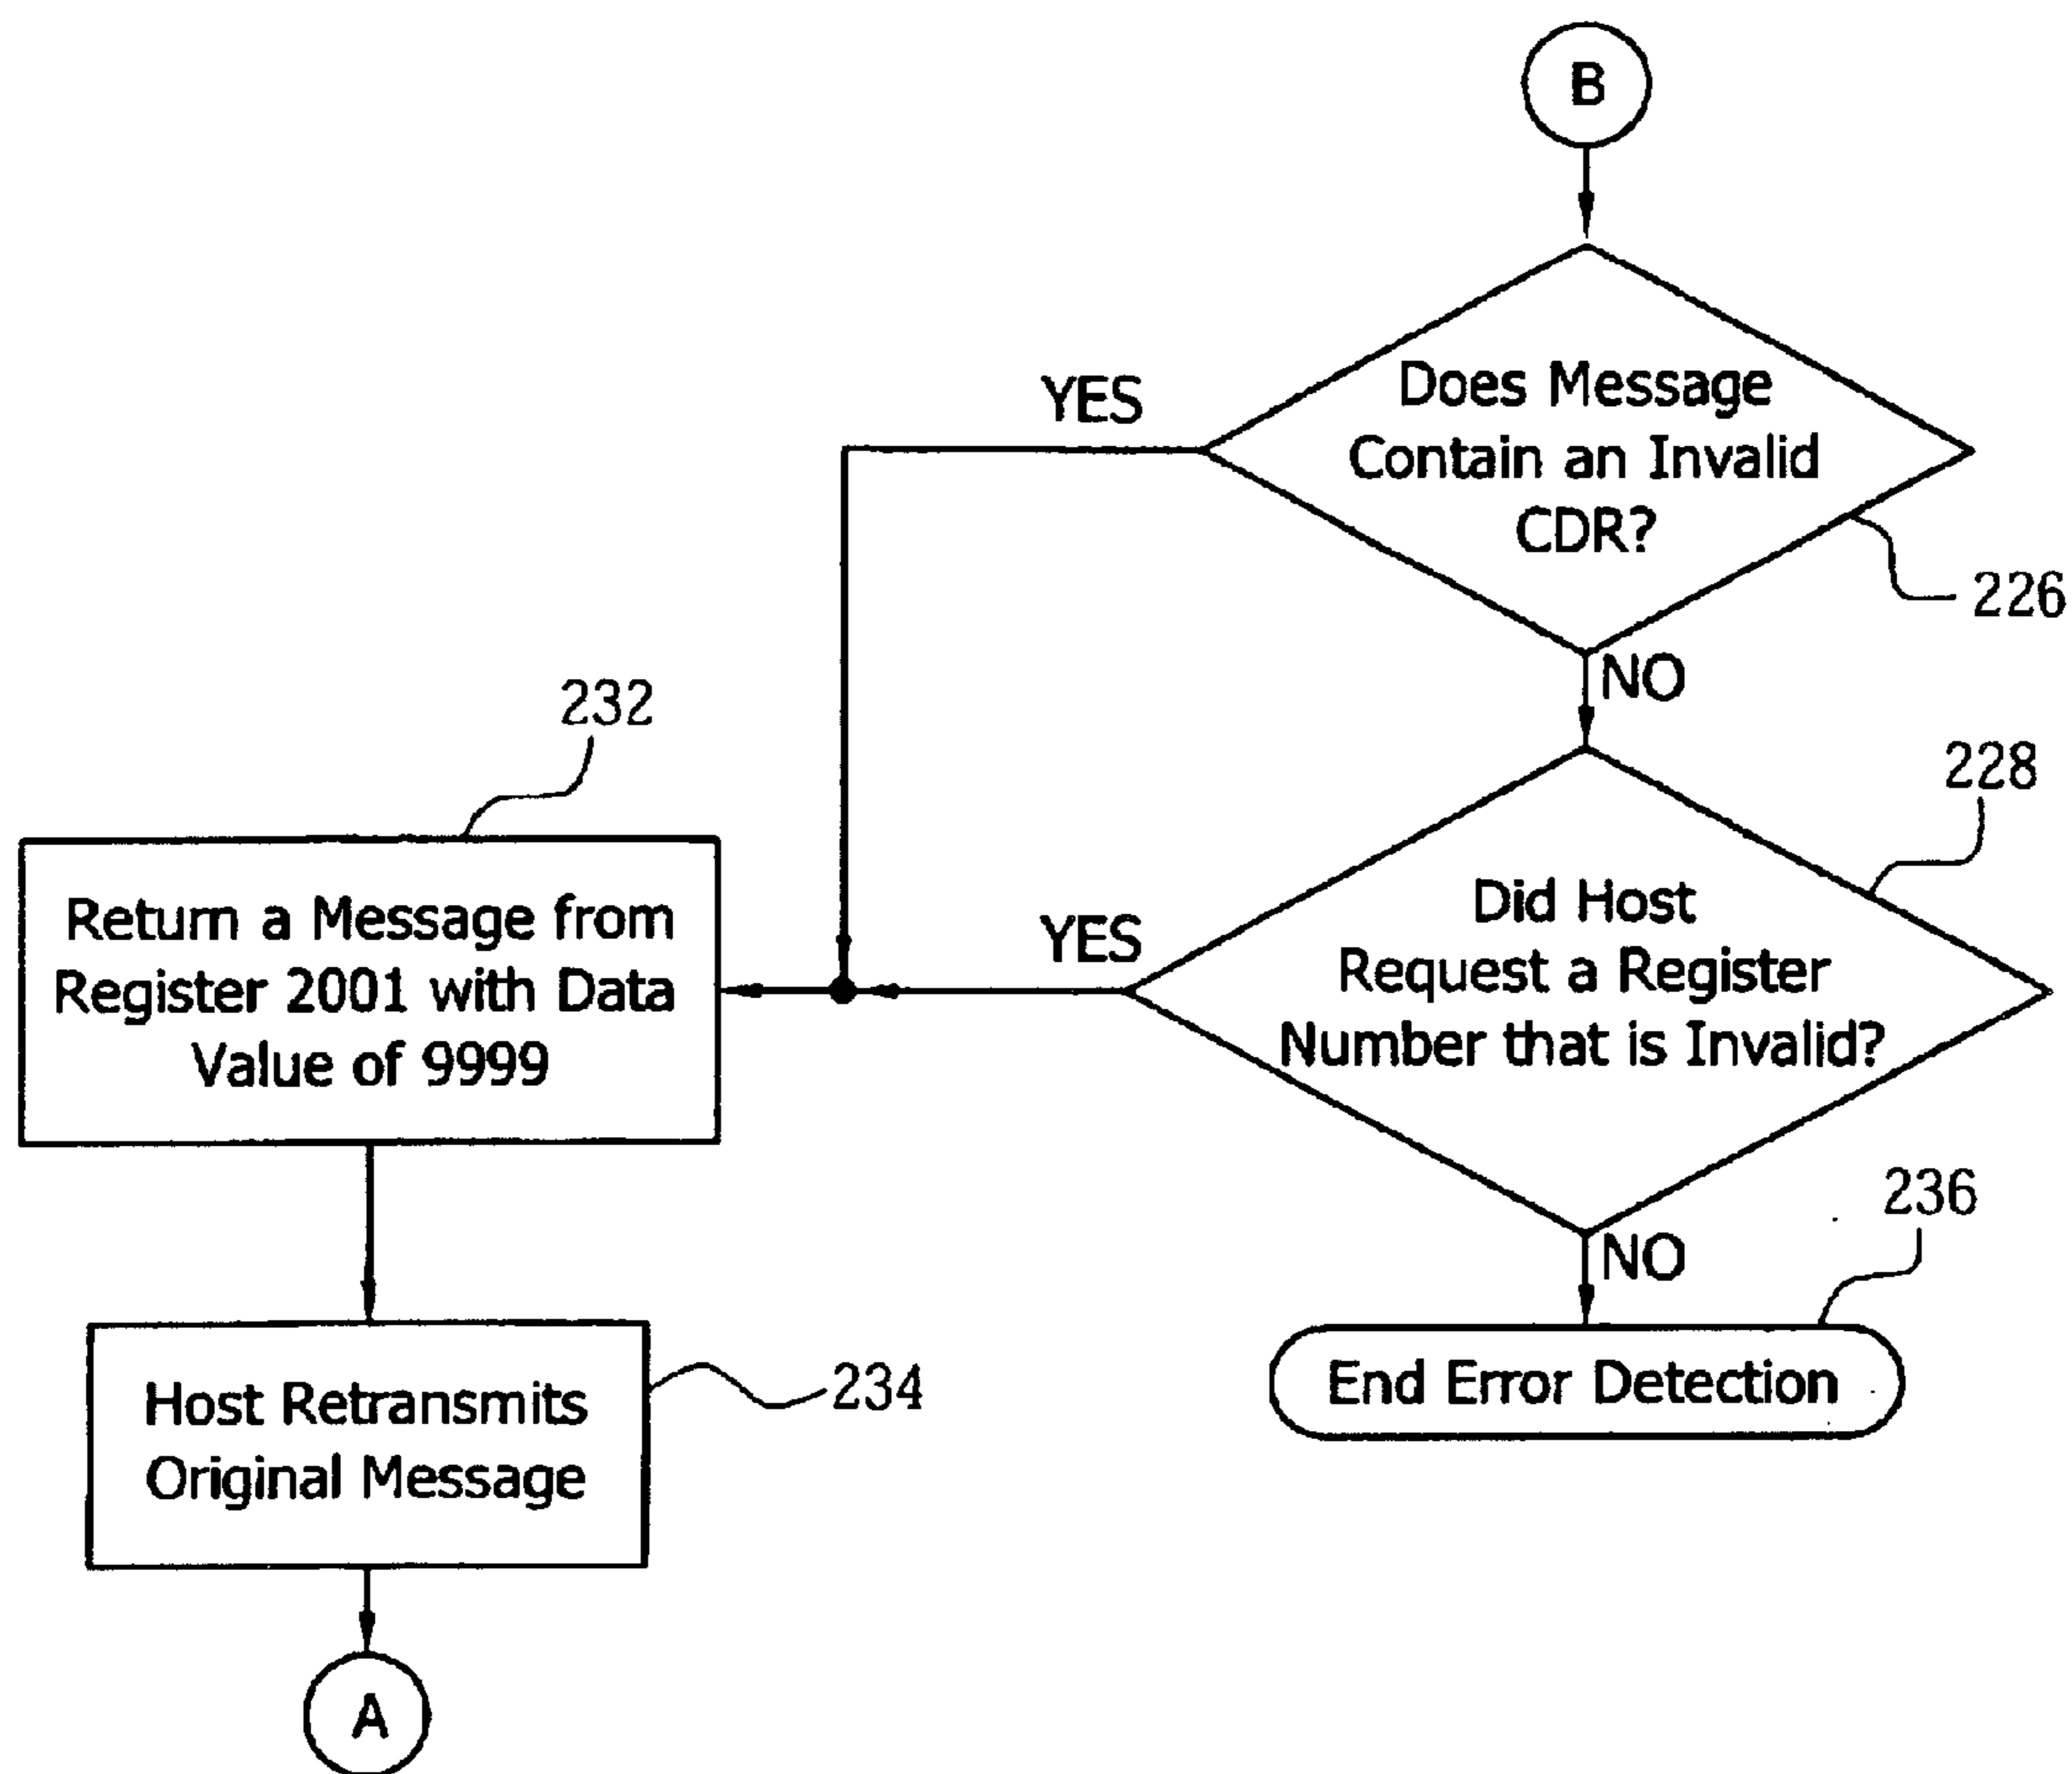 B
Does Message
Contain an Invalid
CDR?
YES
226
NO
232
228
Return a Message from
Register 2001 with Data
Value of 9999
YES
Did Host
Request a Register
Number that is Invalid?
236
NO
End Error Detection
Host Retransmits
Original Message
234
A